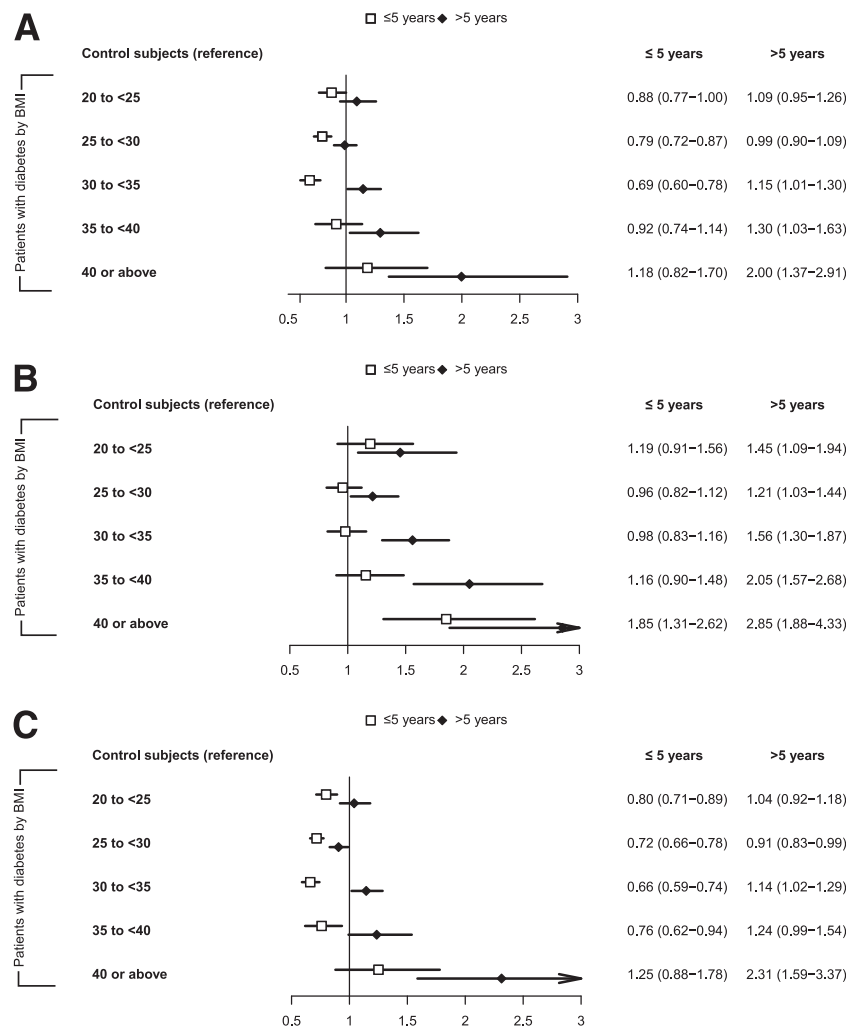 A
≤5 years >5 years
Control subjects (reference) ≤ 5 years >5 years
Patients with diabetes by BMI
20 to <25 0.88 (0.77−1.00) 1.09 (0.95−1.26)
25 to <30 0.79 (0.72−0.87) 0.99 (0.90−1.09)
30 to <35 0.69 (0.60−0.78) 1.15 (1.01−1.30)
35 to <40 0.92 (0.74−1.14) 1.30 (1.03−1.63)
40 or above 1.18 (0.82−1.70) 2.00 (1.37−2.91)
0.5 1 1.5 2 2.5 3
B
≤5 years >5 years
Control subjects (reference) ≤ 5 years >5 years
Patients with diabetes by BMI
20 to <25 1.19 (0.91−1.56) 1.45 (1.09−1.94)
25 to <30 0.96 (0.82−1.12) 1.21 (1.03−1.44)
30 to <35 0.98 (0.83−1.16) 1.56 (1.30−1.87)
35 to <40 1.16 (0.90−1.48) 2.05 (1.57−2.68)
40 or above 1.85 (1.31−2.62) 2.85 (1.88−4.33)
0.5 1 1.5 2 2.5 3
C
≤5 years >5 years
Control subjects (reference) ≤ 5 years >5 years
Patients with diabetes by BMI
20 to <25 0.80 (0.71−0.89) 1.04 (0.92−1.18)
25 to <30 0.72 (0.66−0.78) 0.91 (0.83−0.99)
30 to <35 0.66 (0.59−0.74) 1.14 (1.02−1.29)
35 to <40 0.76 (0.62−0.94) 1.24 (0.99−1.54)
40 or above 1.25 (0.88−1.78) 2.31 (1.59−3.37)
0.5 1 1.5 2 2.5 3